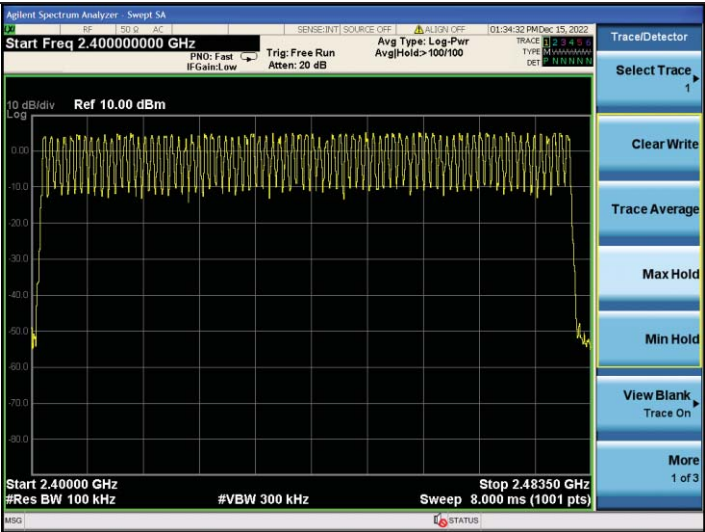 Agilent Spectrum Analyzer - Swept SA
RF 50 Ω AC SENSE:INT SOURCE OFF ALIGN OFF 01:34:32 PM Dec 15, 2022
Start Freq 2.400000000 GHz
PNO: Fast
IFGain:Low
Trig: Free Run
Atten: 20 dB
Avg Type: Log-Pwr
Avg|Hold:>100/100
TRACE 1 2 3 4 5 6
TYPE M
DET P N N N N N
Trace/Detector
Select Trace
1
10 dB/div Ref 10.00 dBm
Log
0.00
-10.0
-20.0
-30.0
-40.0
-50.0
-60.0
-70.0
-80.0
Clear Write
Trace Average
Max Hold
Min Hold
View Blank
Trace On
More
1 of 3
Start 2.40000 GHz Stop 2.48350 GHz
#Res BW 100 kHz #VBW 300 kHz Sweep 8.000 ms (1001 pts)
MSG STATUS